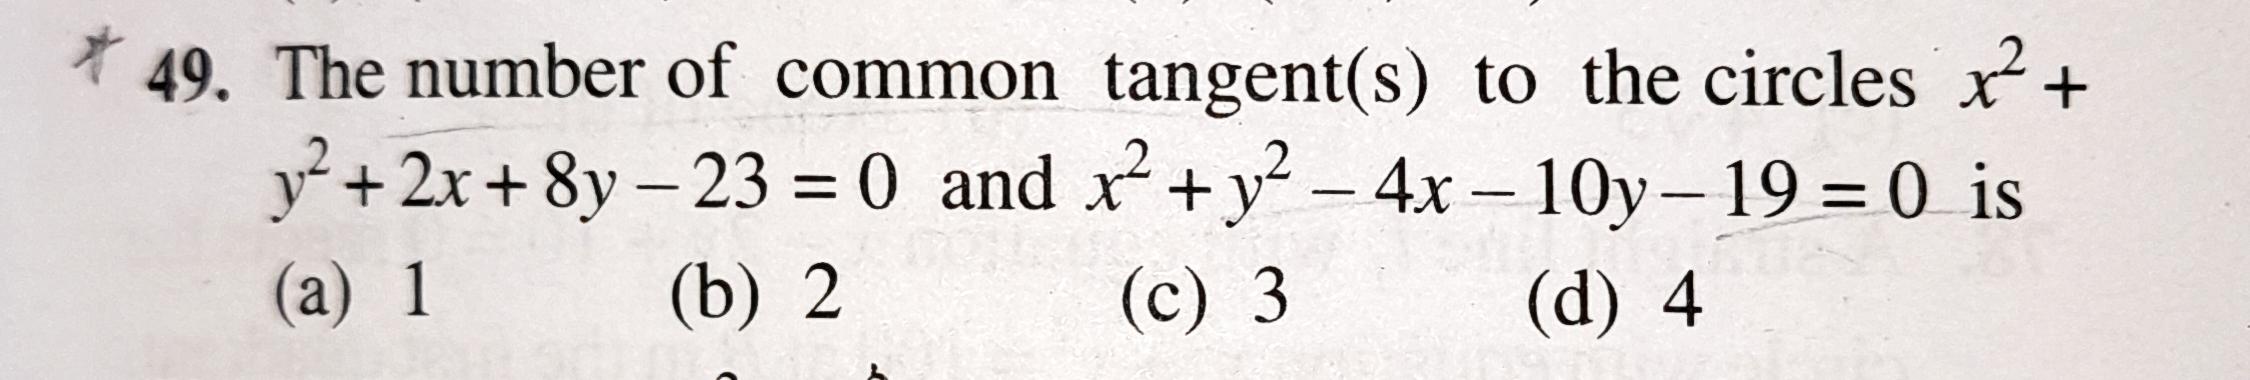 * 49. The number of common tangent(s) to the circles x² +
y² + 2x + 8y – 23 = 0 and x² + y² – 4x – 10y – 19 = 0 is
(a) 1 (b) 2 (c) 3 (d) 4